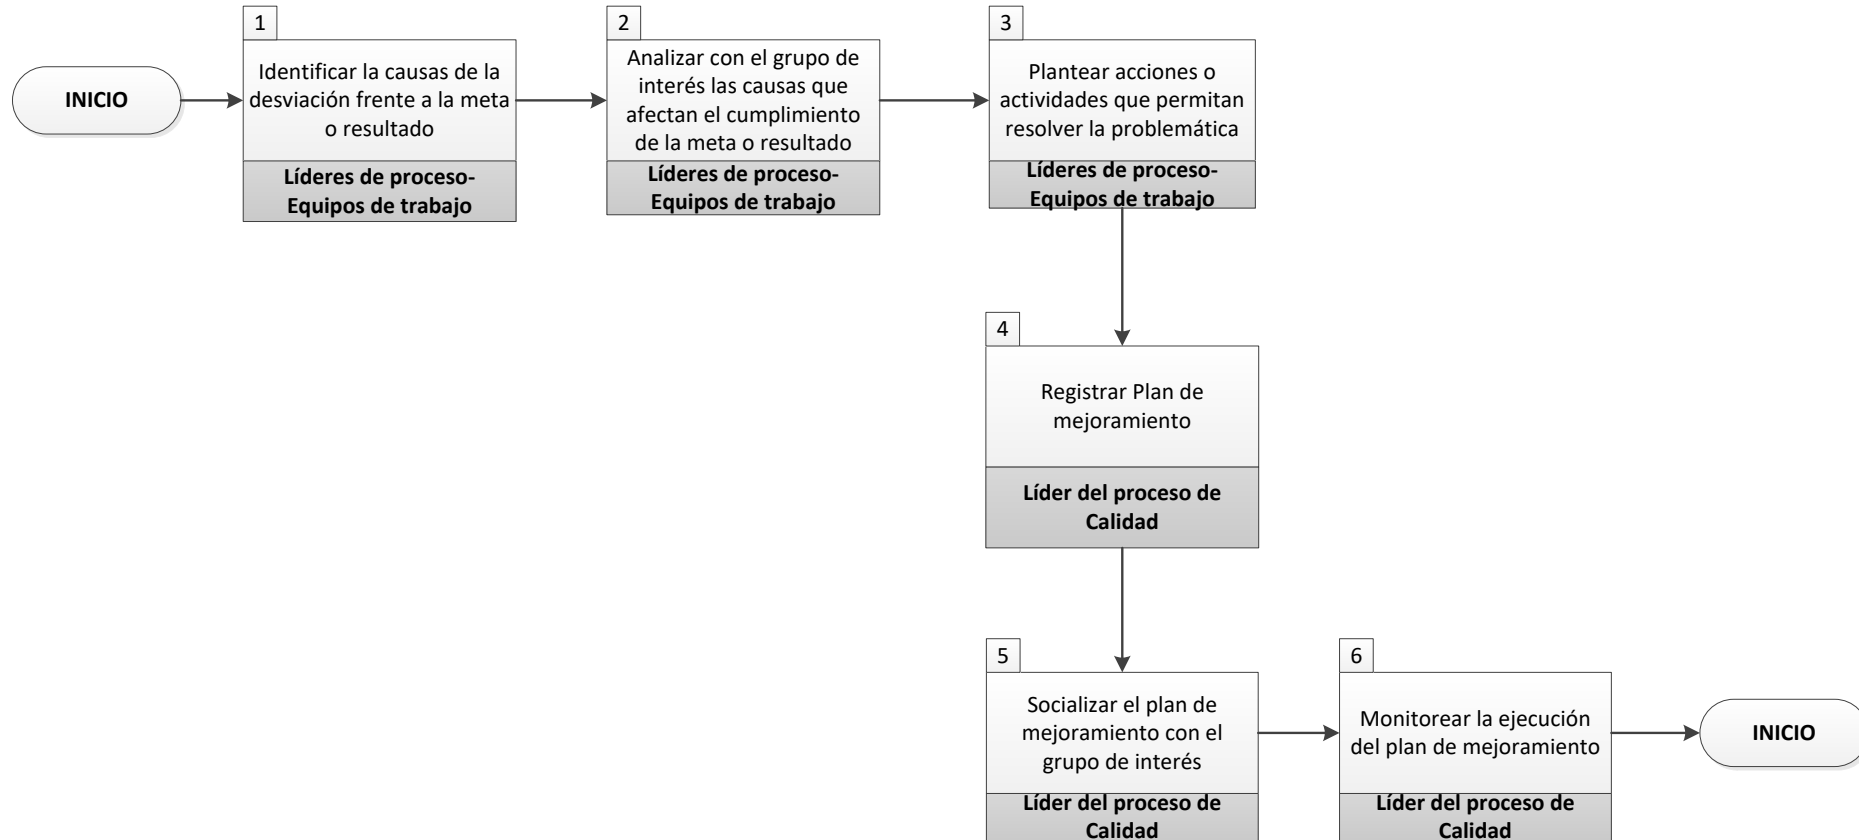 INICIO
1
Identificar la causas de la
desviación frente a la meta
o resultado
Líderes de proceso-
Equipos de trabajo
2
Analizar con el grupo de
interés las causas que
afectan el cumplimiento
de la meta o resultado
Líderes de proceso-
Equipos de trabajo
3
Plantear acciones o
actividades que permitan
resolver la problemática
Líderes de proceso-
Equipos de trabajo
4
Registrar Plan de
mejoramiento
Líder del proceso de
Calidad
5
Socializar el plan de
mejoramiento con el
grupo de interés
Líder del proceso de
Calidad
6
Monitorear la ejecución
del plan de mejoramiento
Líder del proceso de
Calidad
INICIO